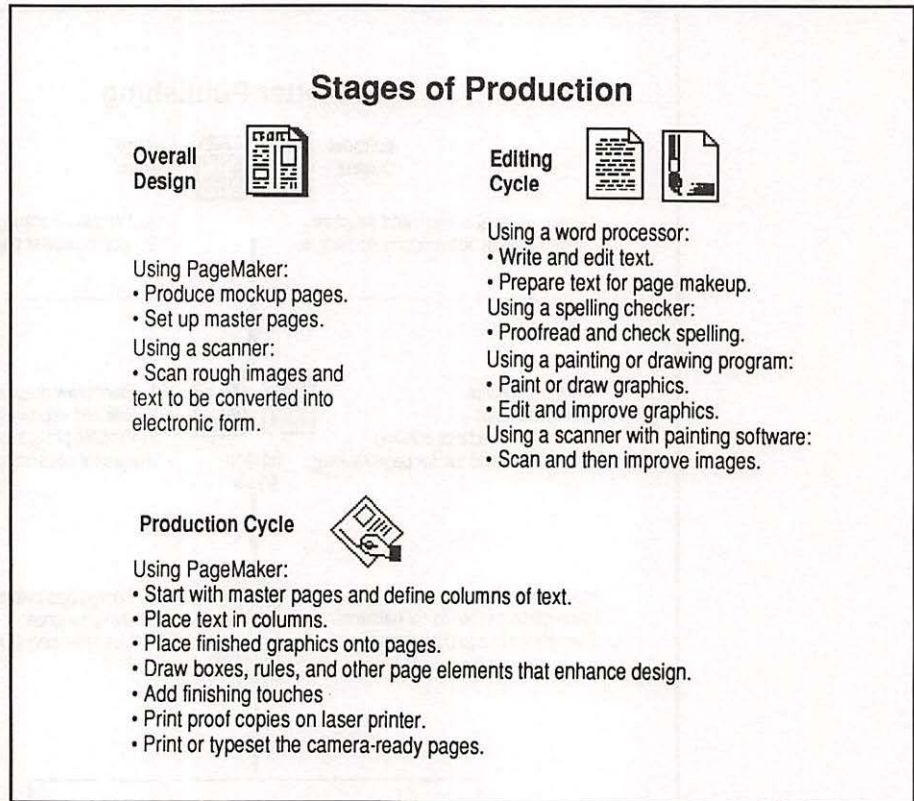 Stages of Production
Overall
Design
Using PageMaker:
• Produce mockup pages.
• Set up master pages.
Using a scanner:
• Scan rough images and
text to be converted into
electronic form.
Editing
Cycle
Using a word processor:
• Write and edit text.
• Prepare text for page makeup.
Using a spelling checker:
• Proofread and check spelling.
Using a painting or drawing program:
• Paint or draw graphics.
• Edit and improve graphics.
Using a scanner with painting software:
• Scan and then improve images.
Production Cycle
Using PageMaker:
• Start with master pages and define columns of text.
• Place text in columns.
• Place finished graphics onto pages.
• Draw boxes, rules, and other page elements that enhance design.
• Add finishing touches
• Print proof copies on laser printer.
• Print or typeset the camera-ready pages.